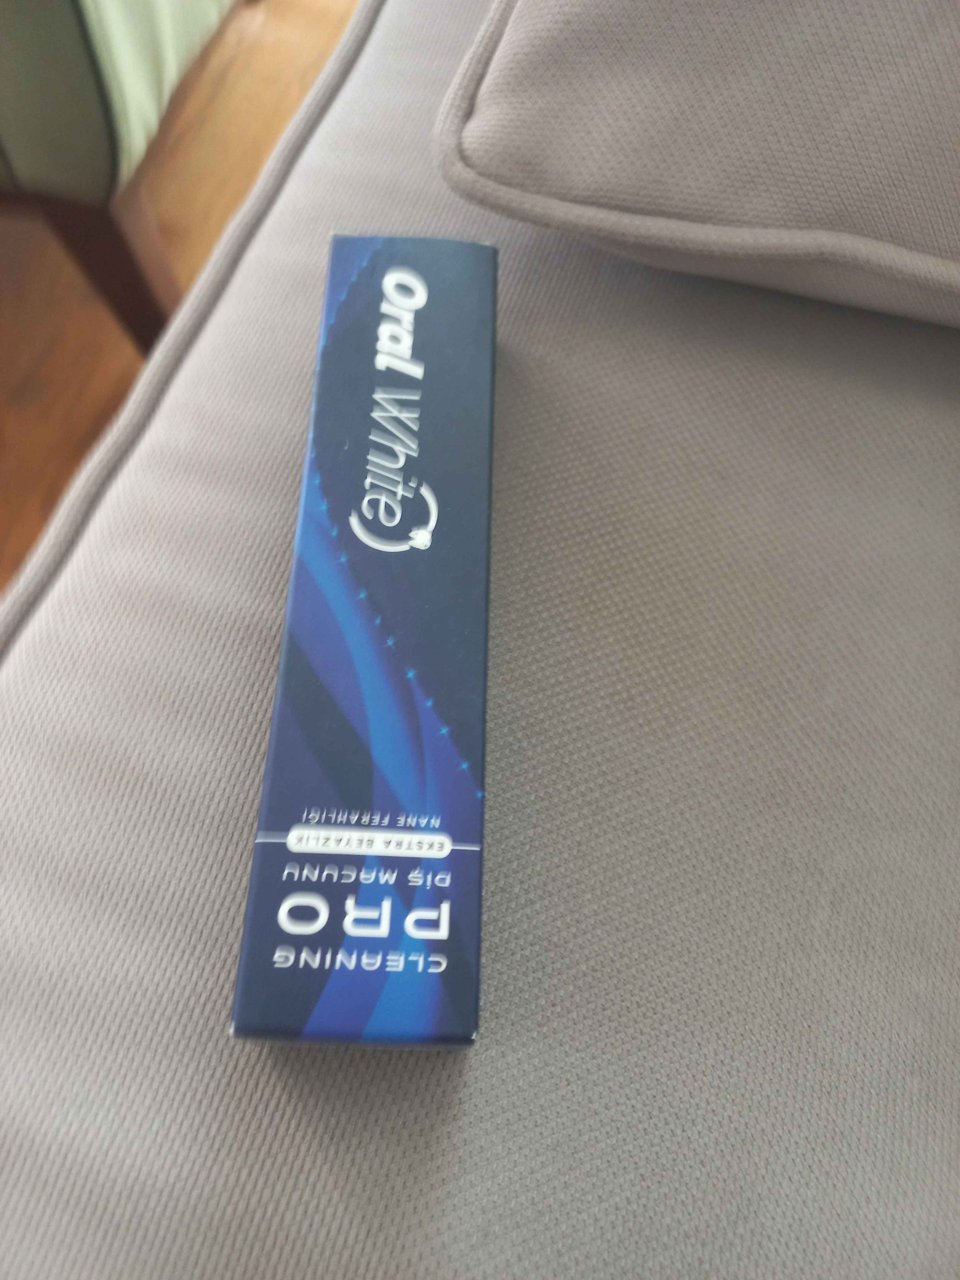 Oral White
CLEANING
PRO
DİŞ MACUNU
EKSTRA BEYAZLIK
NANE FERAHLIĞI